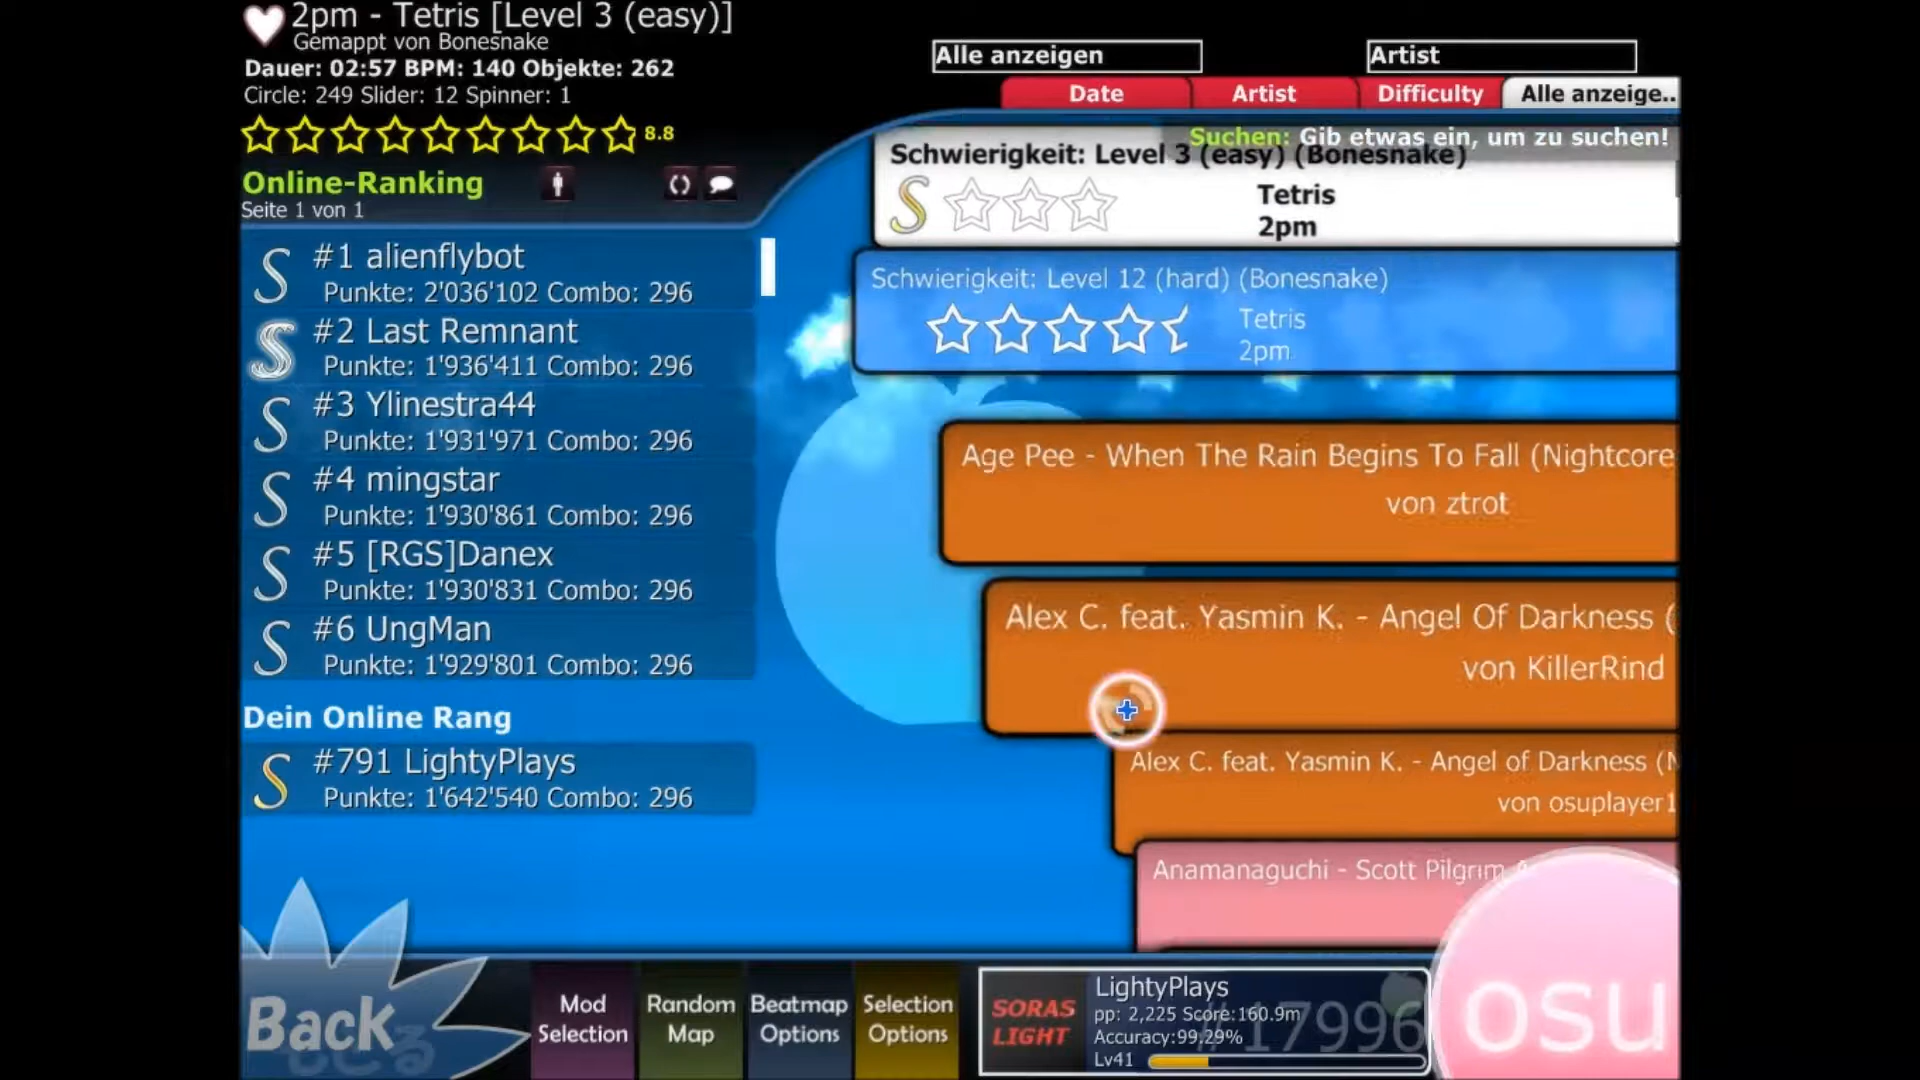 2pm - Tetris [Level 3 (easy)]
Gemappt von Bonesnake
Dauer: 02:57 BPM: 140 Objekte: 262
Circle: 249 Slider: 12 Spinner: 1
8.8
Online-Ranking
Seite 1 von 1
#1 alienflybot
Punkte: 2'036'102 Combo: 296
#2 Last Remnant
Punkte: 1'936'411 Combo: 296
#3 Ylinestra44
Punkte: 1'931'971 Combo: 296
#4 mingstar
Punkte: 1'930'861 Combo: 296
#5 [RGS]Danex
Punkte: 1'930'831 Combo: 296
#6 UngMan
Punkte: 1'929'801 Combo: 296
Dein Online Rang
#791 LightyPlays
Punkte: 1'642'540 Combo: 296
Alle anzeigen
Artist
Date
Artist
Difficulty
Alle anzeige..
Suchen: Gib etwas ein, um zu suchen!
Schwierigkeit: Level 3 (easy) (Bonesnake)
Tetris
2pm
Schwierigkeit: Level 12 (hard) (Bonesnake)
Tetris
2pm
Age Pee - When The Rain Begins To Fall (Nightcore
von ztrot
Alex C. feat. Yasmin K. - Angel Of Darkness (
von KillerRind
Alex C. feat. Yasmin K. - Angel of Darkness (N
von osuplayer1
Anamanaguchi - Scott Pilgrim
Back
Mod Selection
Random Map
Beatmap Options
Selection Options
SORAS LIGHT
LightyPlays
pp: 2,225 Score:160.9m
Accuracy:99.29%
Lv41
#17996
osu